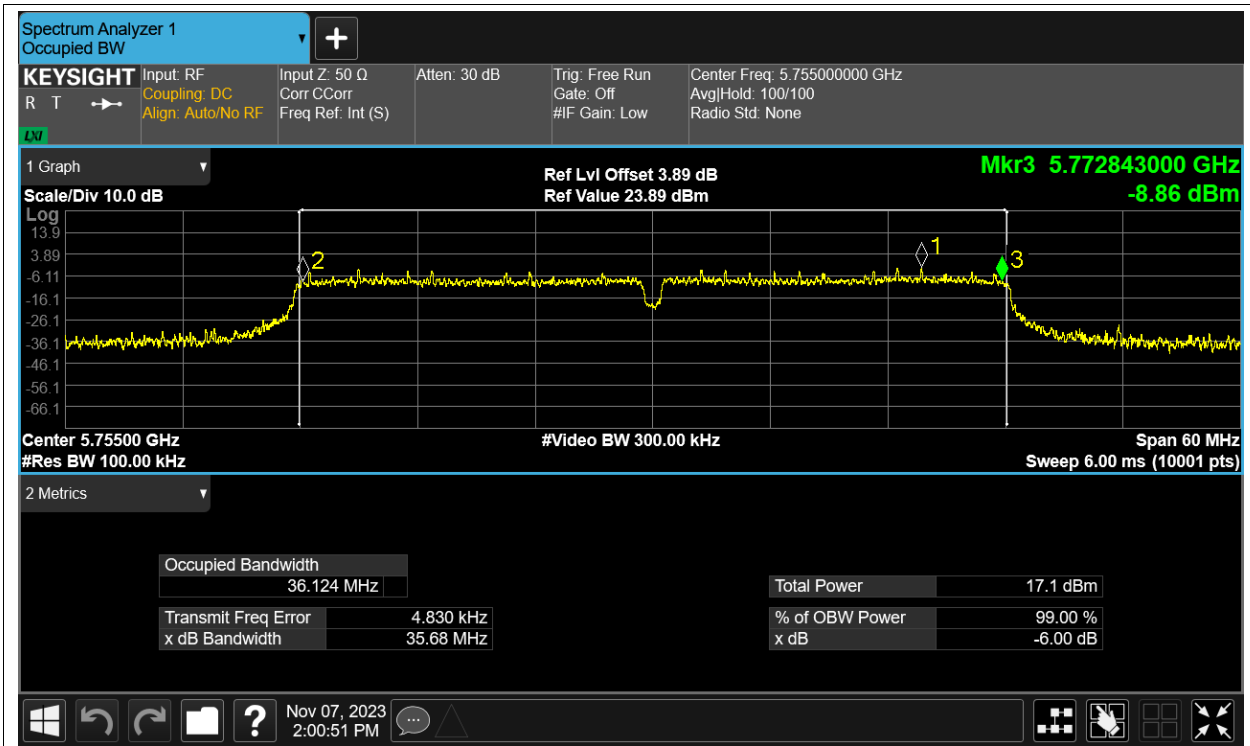 Spectrum Analyzer 1
Occupied BW
KEYSIGHT
R T
LXI
Input: RF
Coupling: DC
Align: Auto/No RF
Input Z: 50 Ω
Corr CCorr
Freq Ref: Int (S)
Atten: 30 dB
Trig: Free Run
Gate: Off
#IF Gain: Low
Center Freq: 5.755000000 GHz
Avg|Hold: 100/100
Radio Std: None
1 Graph
Scale/Div 10.0 dB
Ref Lvl Offset 3.89 dB
Ref Value 23.89 dBm
Mkr3 5.772843000 GHz
-8.86 dBm
Log
13.9
3.89
-6.11
-16.1
-26.1
-36.1
-46.1
-56.1
-66.1
2
1
3
Center 5.75500 GHz
#Video BW 300.00 kHz
Span 60 MHz
#Res BW 100.00 kHz
Sweep 6.00 ms (10001 pts)
2 Metrics
Occupied Bandwidth
36.124 MHz
Transmit Freq Error 4.830 kHz
x dB Bandwidth 35.68 MHz
Total Power 17.1 dBm
% of OBW Power 99.00 %
x dB -6.00 dB
Nov 07, 2023
2:00:51 PM